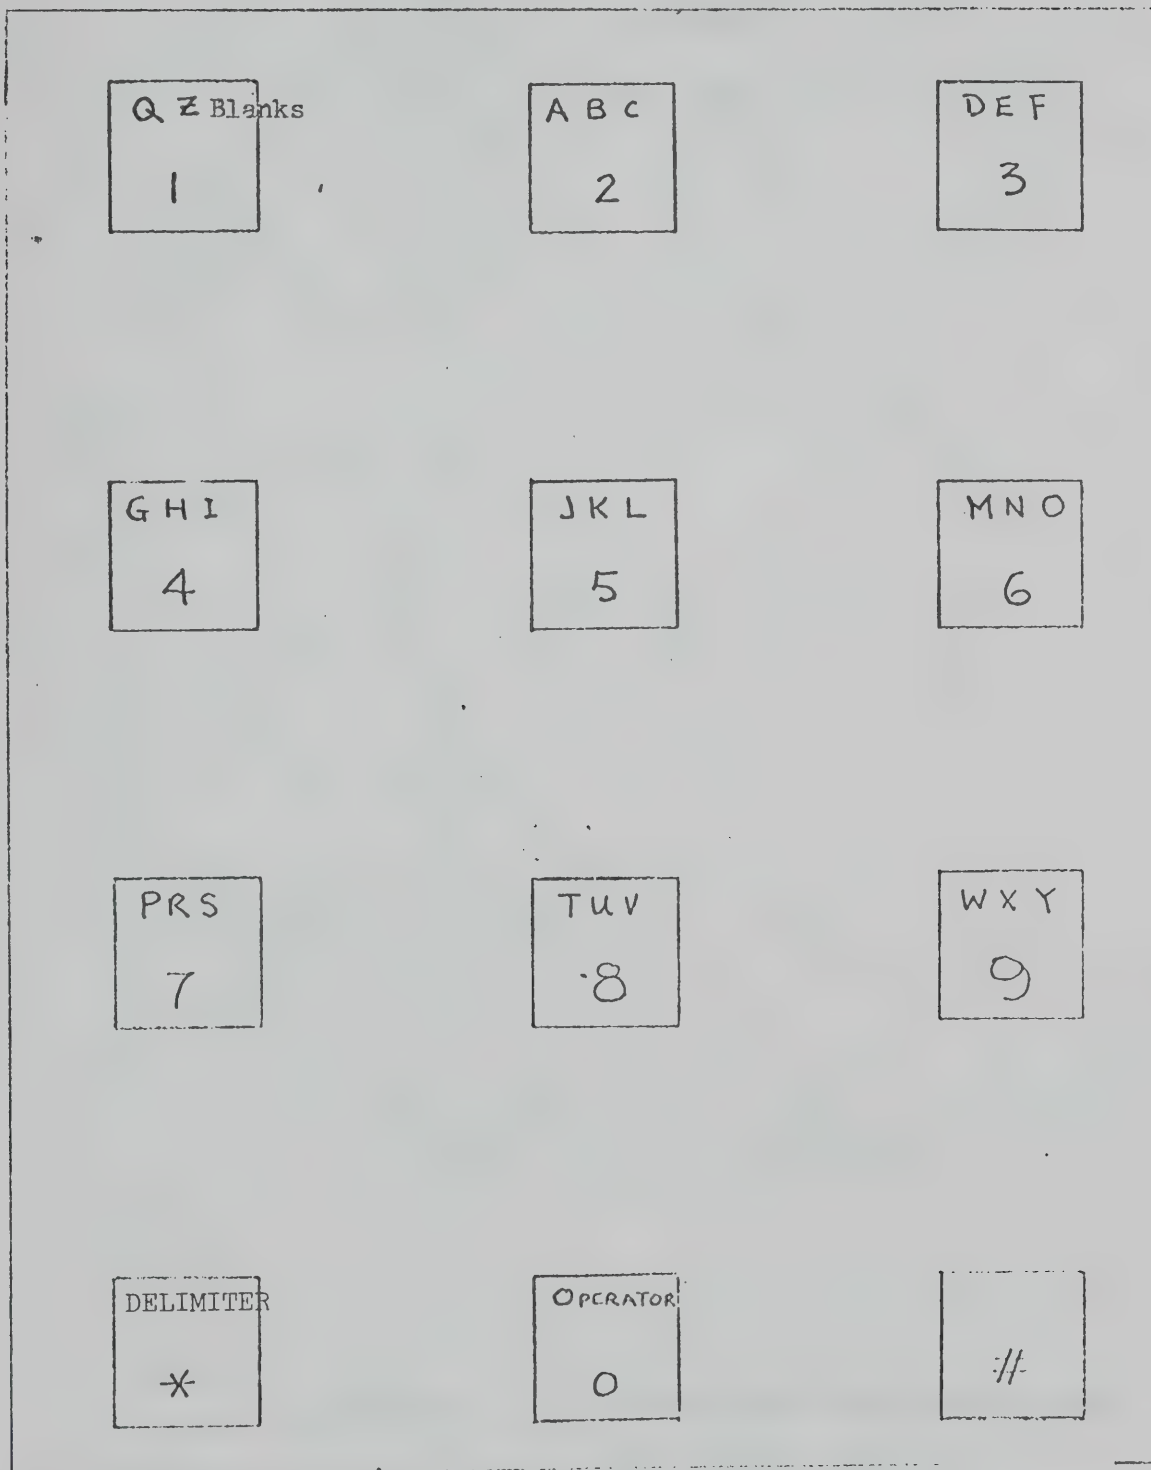 Q Z Blanks
1
A B C
2
D E F
3
G H I
4
J K L
5
M N O
6
P R S
7
T U V
8
W X Y
9
DELIMITER
*
OPERATOR
0
#